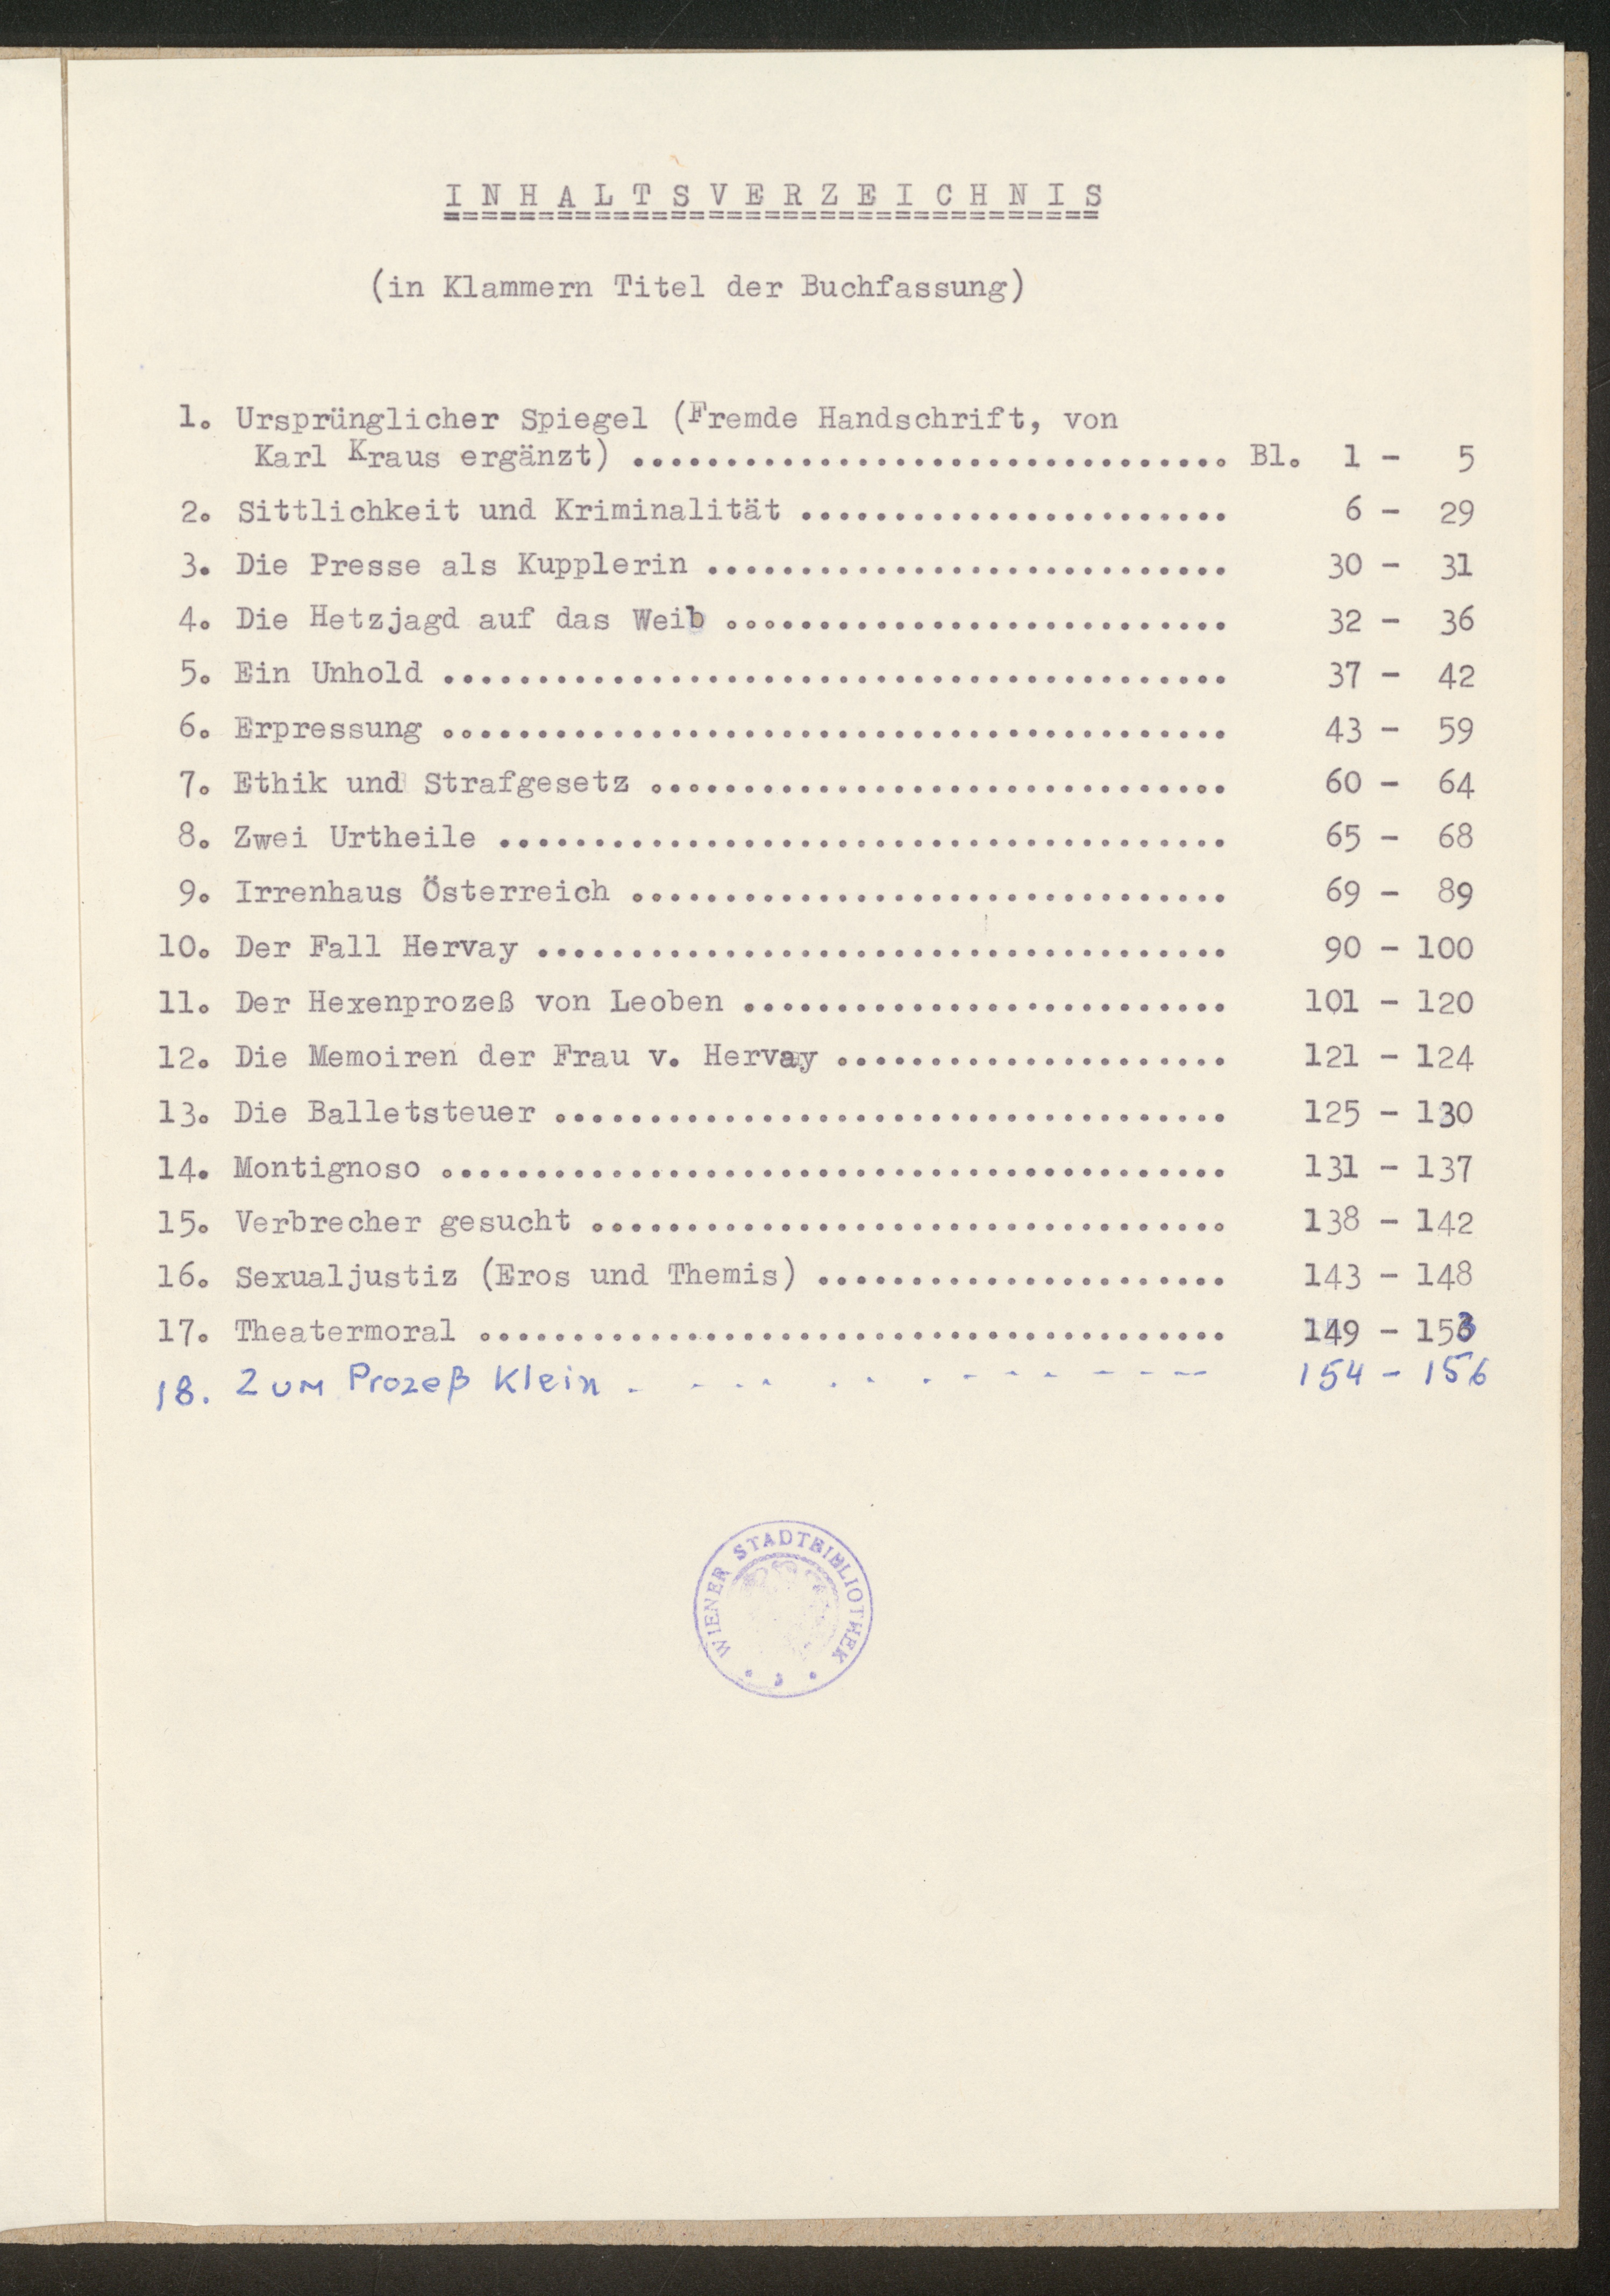 INHALTSVERZEICHNIS
(in Klammern Titel der Buchfassung)
1. Ursprünglicher Spiegel (Fremde Handschrift, von
Karl Kraus ergänzt) ................................ Bl. 1 - 5
2. Sittlichkeit und Kriminalität ....................... 6 - 29
3. Die Presse als Kupplerin ............................ 30 - 31
4. Die Hetzjagd auf das Weib ........................... 32 - 36
5. Ein Unhold .......................................... 37 - 42
6. Erpressung .......................................... 43 - 59
7. Ethik und Strafgesetz ............................... 60 - 64
8. Zwei Urtheile ....................................... 65 - 68
9. Irrenhaus Österreich ................................ 69 - 89
10. Der Fall Hervay ..................................... 90 - 100
11. Der Hexenprozeß von Leoben .......................... 101 - 120
12. Die Memoiren der Frau v. Hervay ..................... 121 - 124
13. Die Balletsteuer .................................... 125 - 130
14. Montignoso .......................................... 131 - 137
15. Verbrecher gesucht .................................. 138 - 142
16. Sexualjustiz (Eros und Themis) ...................... 143 - 148
17. Theatermoral ........................................ 149 - 153
18. Zum Prozeß Klein . - - - - . . . - - - - - - - 154 - 156
WIENER STADTBIBLIOTHEK